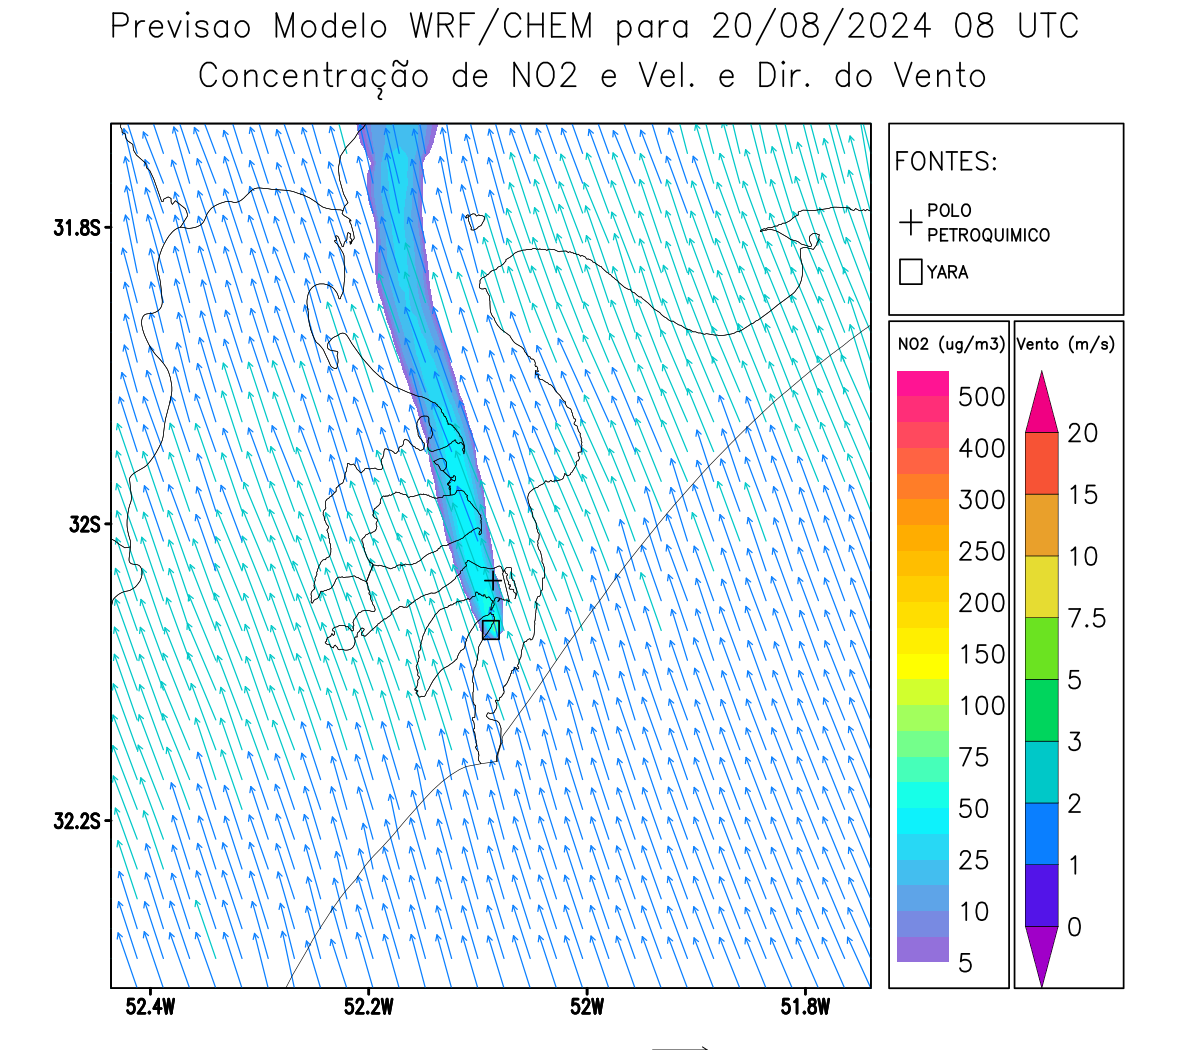 Previsao Modelo WRF/CHEM para 20/08/2024 08 UTC
Concentração de NO2 e Vel. e Dir. do Vento
FONTES:
POLO
PETROQUIMICO
YARA
NO2 (ug/m3)
500
400
300
250
200
150
100
75
50
25
10
5
Vento (m/s)
20
15
10
7.5
5
3
2
1
0
31.8S
32S
32.2S
52.4W
52.2W
52W
51.8W